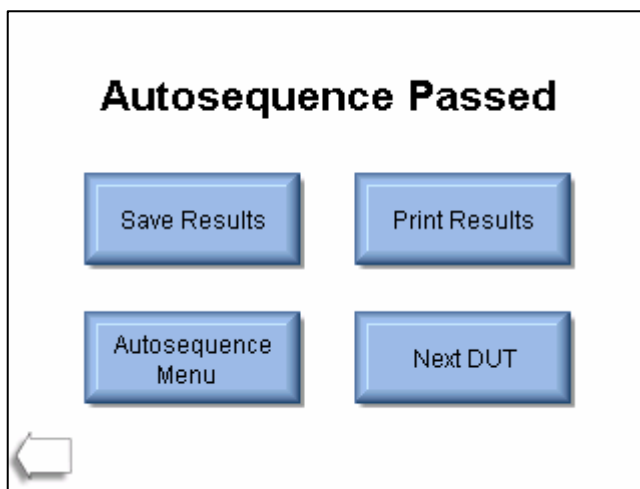 Autosequence Passed
Save Results
Print Results
Autosequence
Menu
Next DUT